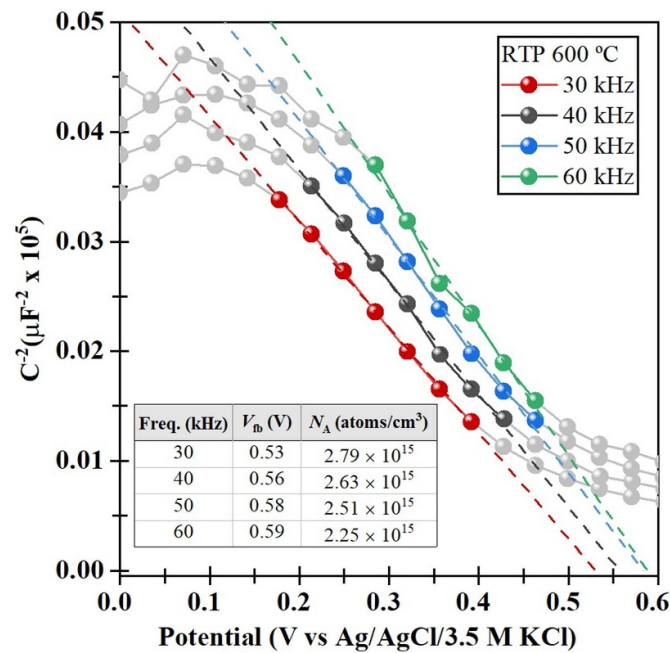 0.05
0.04
0.03
0.02
0.01
0.00
C⁻²(μF⁻² x 10⁵)
RTP 600 ºC
30 kHz
40 kHz
50 kHz
60 kHz
Freq. (kHz) V_fb (V) N_A (atoms/cm³)
30 0.53 2.79 × 10¹⁵
40 0.56 2.63 × 10¹⁵
50 0.58 2.51 × 10¹⁵
60 0.59 2.25 × 10¹⁵
0.0 0.1 0.2 0.3 0.4 0.5 0.6
Potential (V vs Ag/AgCl/3.5 M KCl)